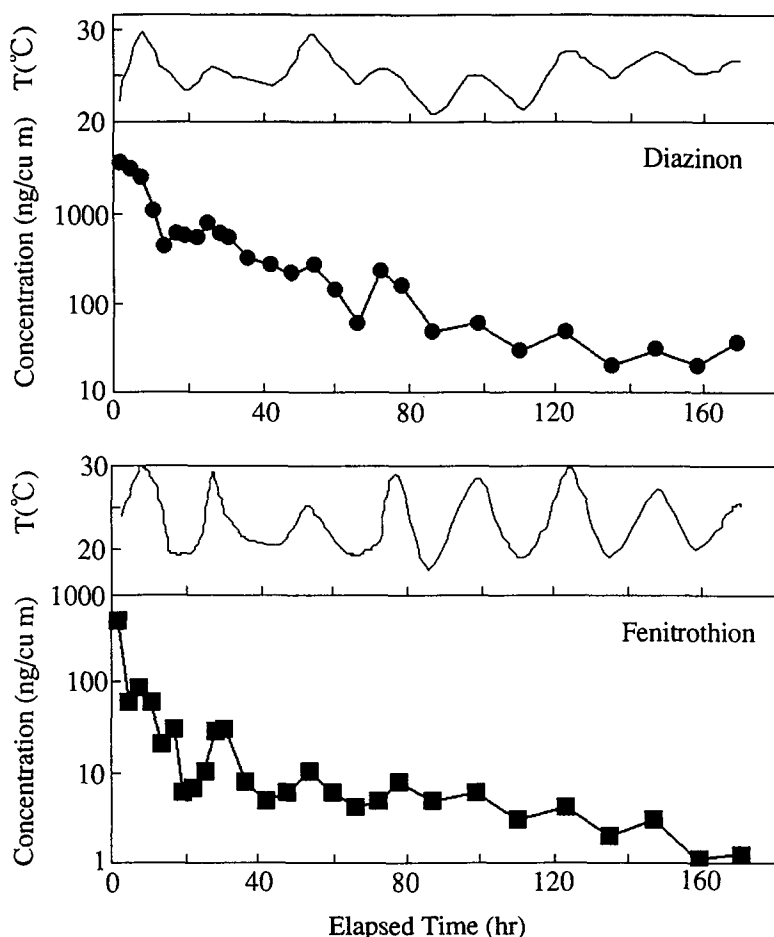 30
T(°C)
20
Diazinon
1000
100
10
Concentration (ng/cu m)
0 40 80 120 160
30
T(°C)
20
1000
Fenitrothion
100
10
1
Concentration (ng/cu m)
0 40 80 120 160
Elapsed Time (hr)